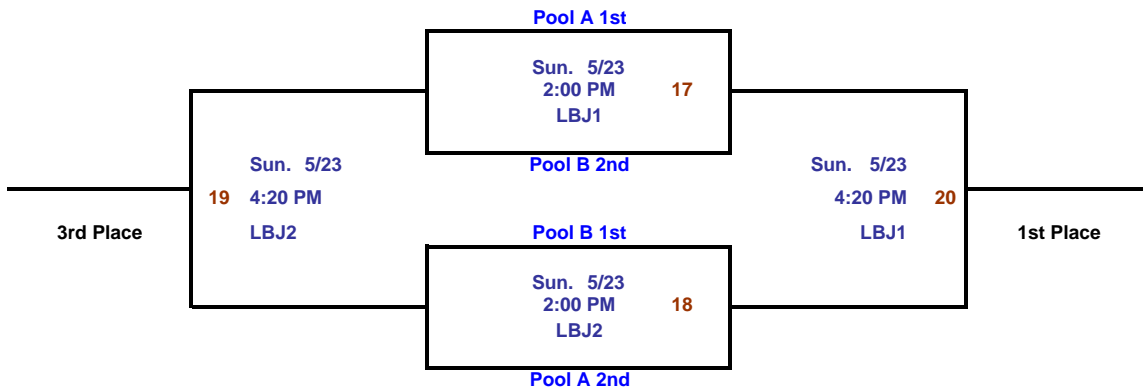 Pool A 1st
Sun. 5/23
2:00 PM 17
LBJ1
Pool B 2nd
Sun. 5/23
19 4:20 PM
LBJ2
3rd Place
Sun. 5/23
4:20 PM 20
LBJ1
1st Place
Pool B 1st
Sun. 5/23
2:00 PM 18
LBJ2
Pool A 2nd